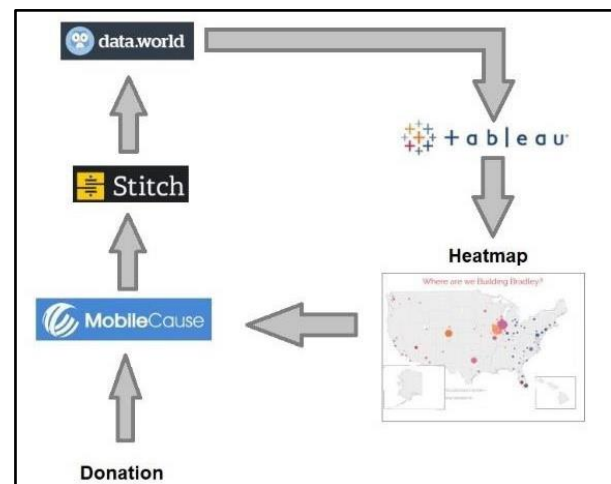 data.world
+ a b | e a u
Stitch
Heatmap
Where are we Building Bradley?
MobileCause
Donation